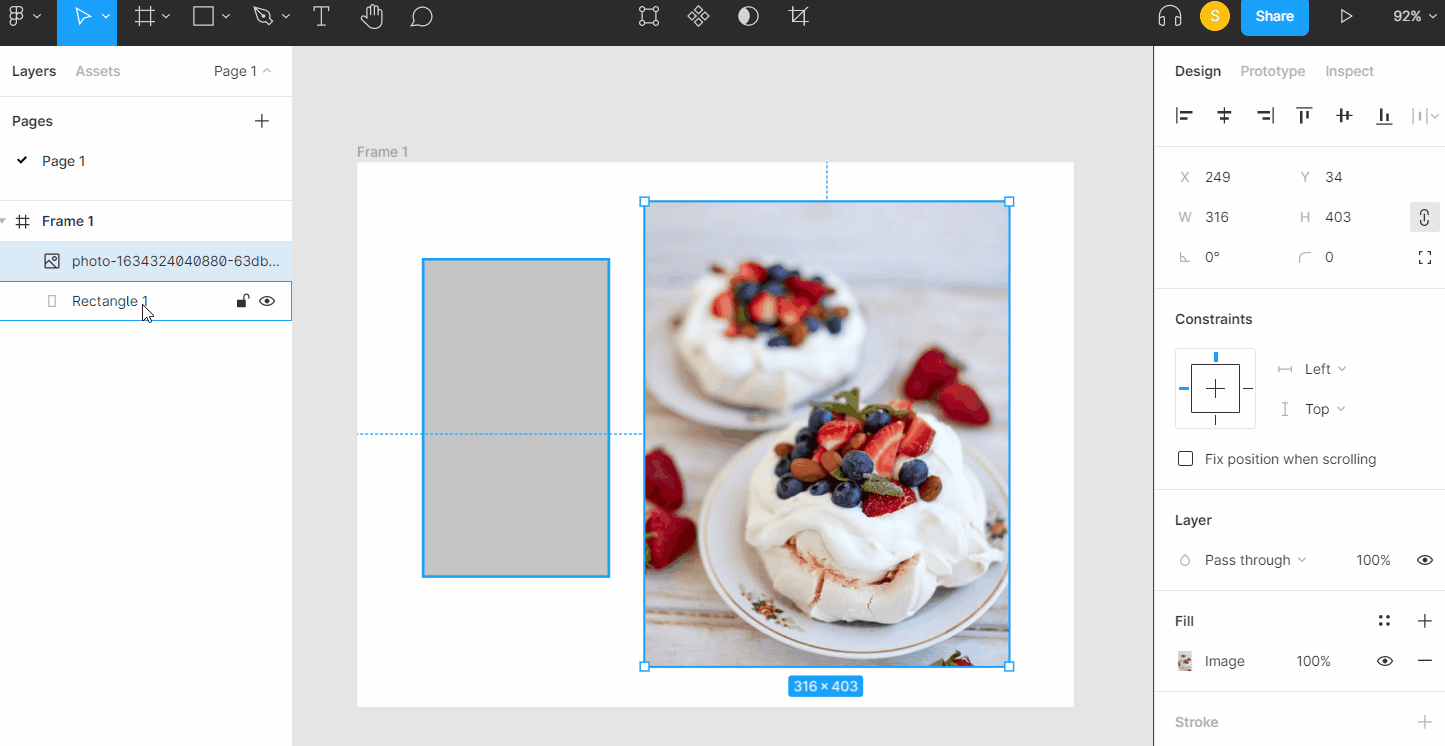 S
Share
92%
Layers
Assets
Page 1
Pages
Page 1
Frame 1
photo-1634324040880-63db...
Rectangle 1
Frame 1
316 × 403
Design
Prototype
Inspect
X 249
Y 34
W 316
H 403
0°
0
Constraints
Left
Top
Fix position when scrolling
Layer
Pass through
100%
Fill
Image
100%
Stroke